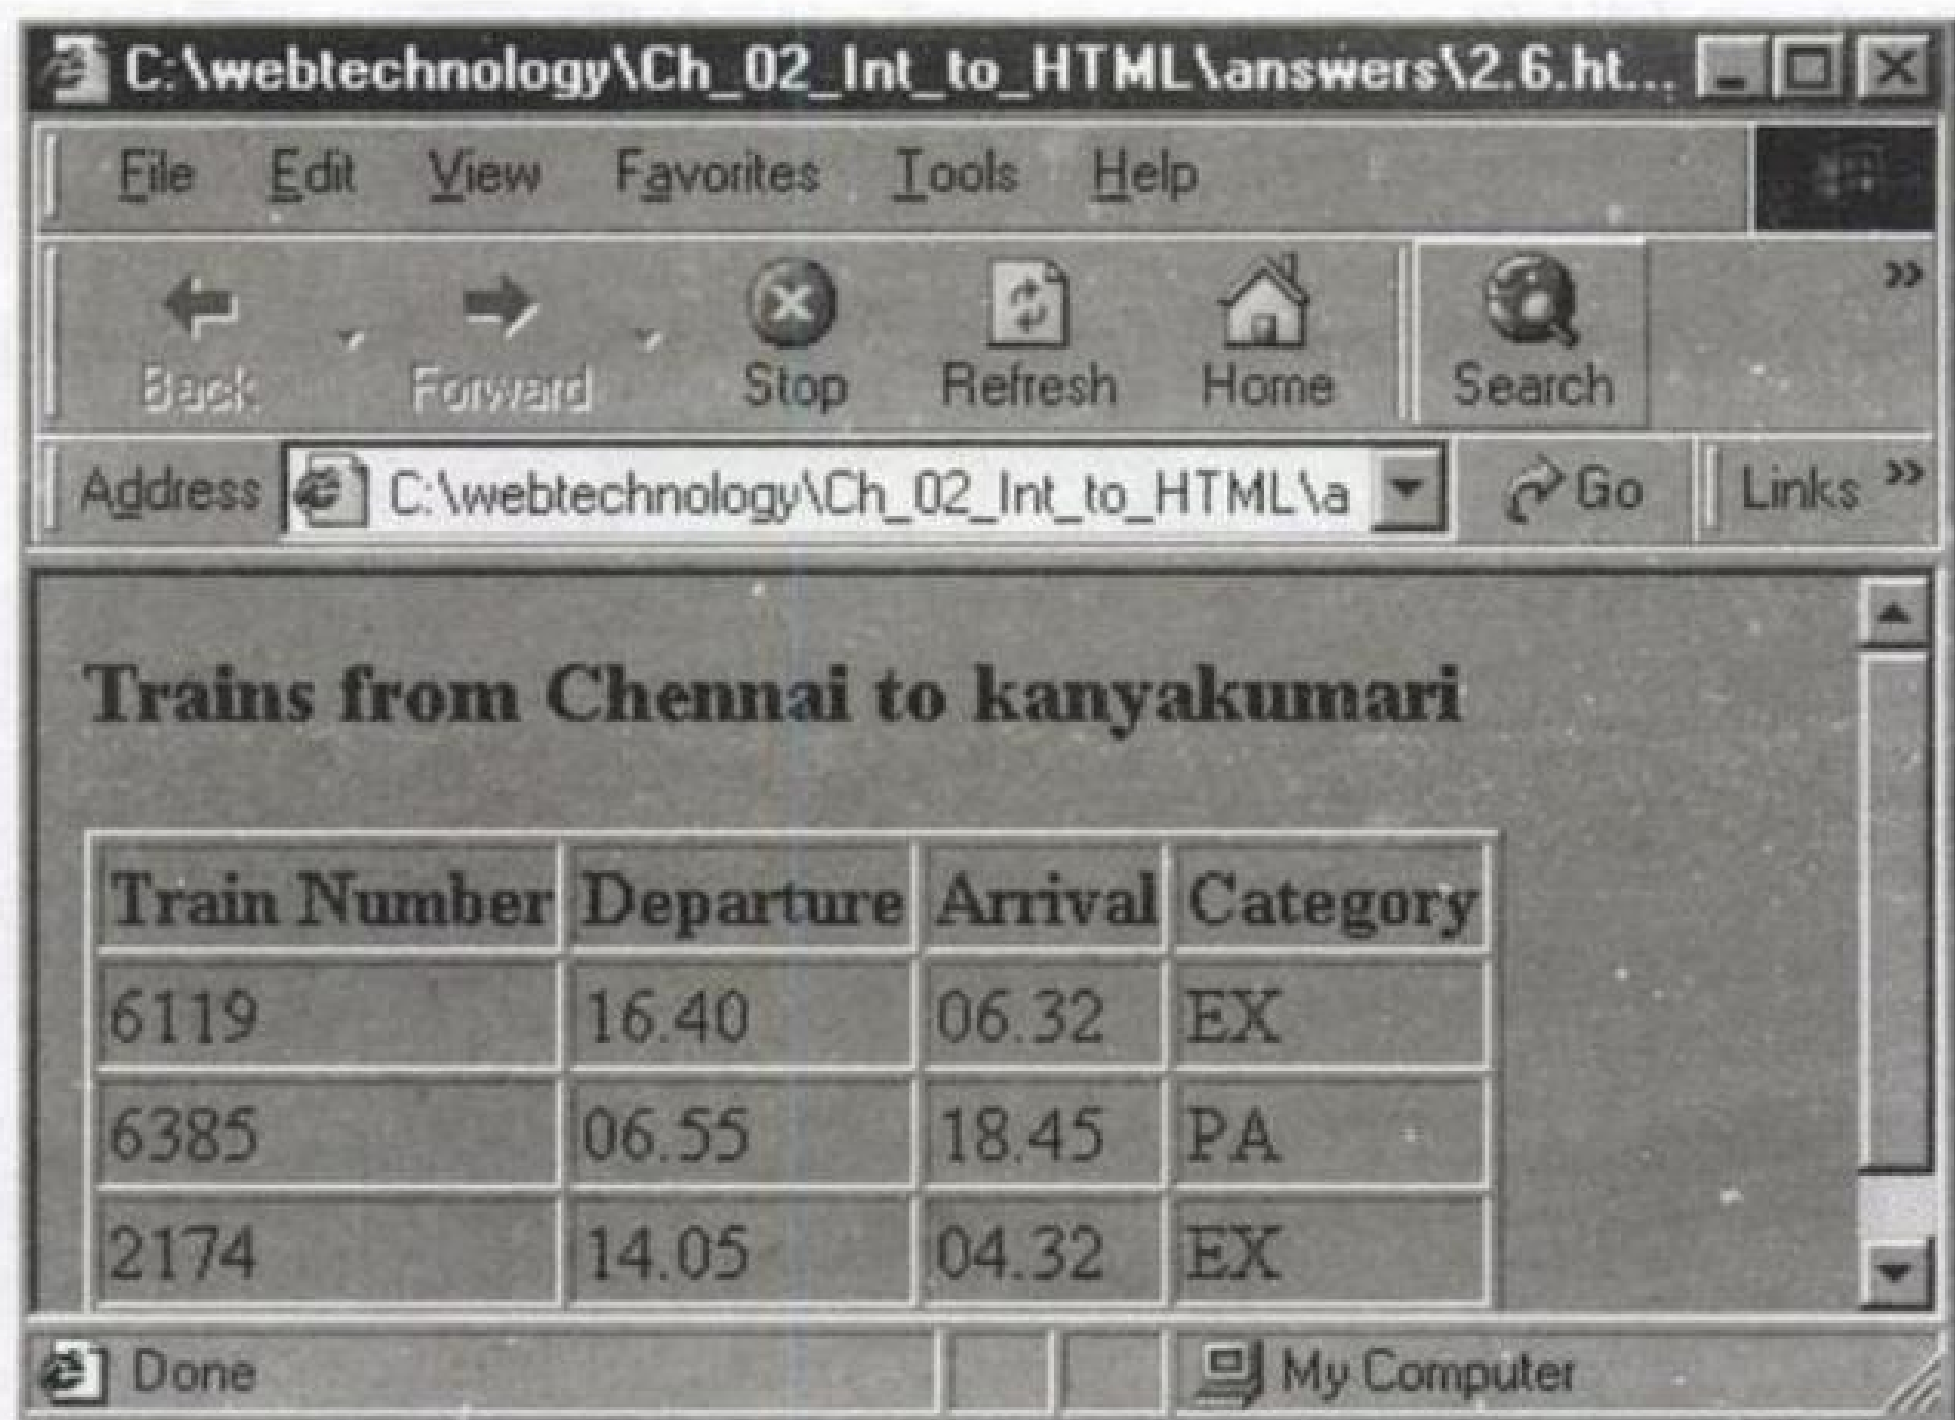 C:\webtechnology\Ch_02_Int_to_HTML\answers\2.6.ht...
File Edit View Favorites Tools Help
Back Forward Stop Refresh Home Search »
Address C:\webtechnology\Ch_02_Int_to_HTML\a Go Links »
Trains from Chennai to kanyakumari
Train Number Departure Arrival Category
6119 16.40 06.32 EX
6385 06.55 18.45 PA
2174 14.05 04.32 EX
Done My Computer